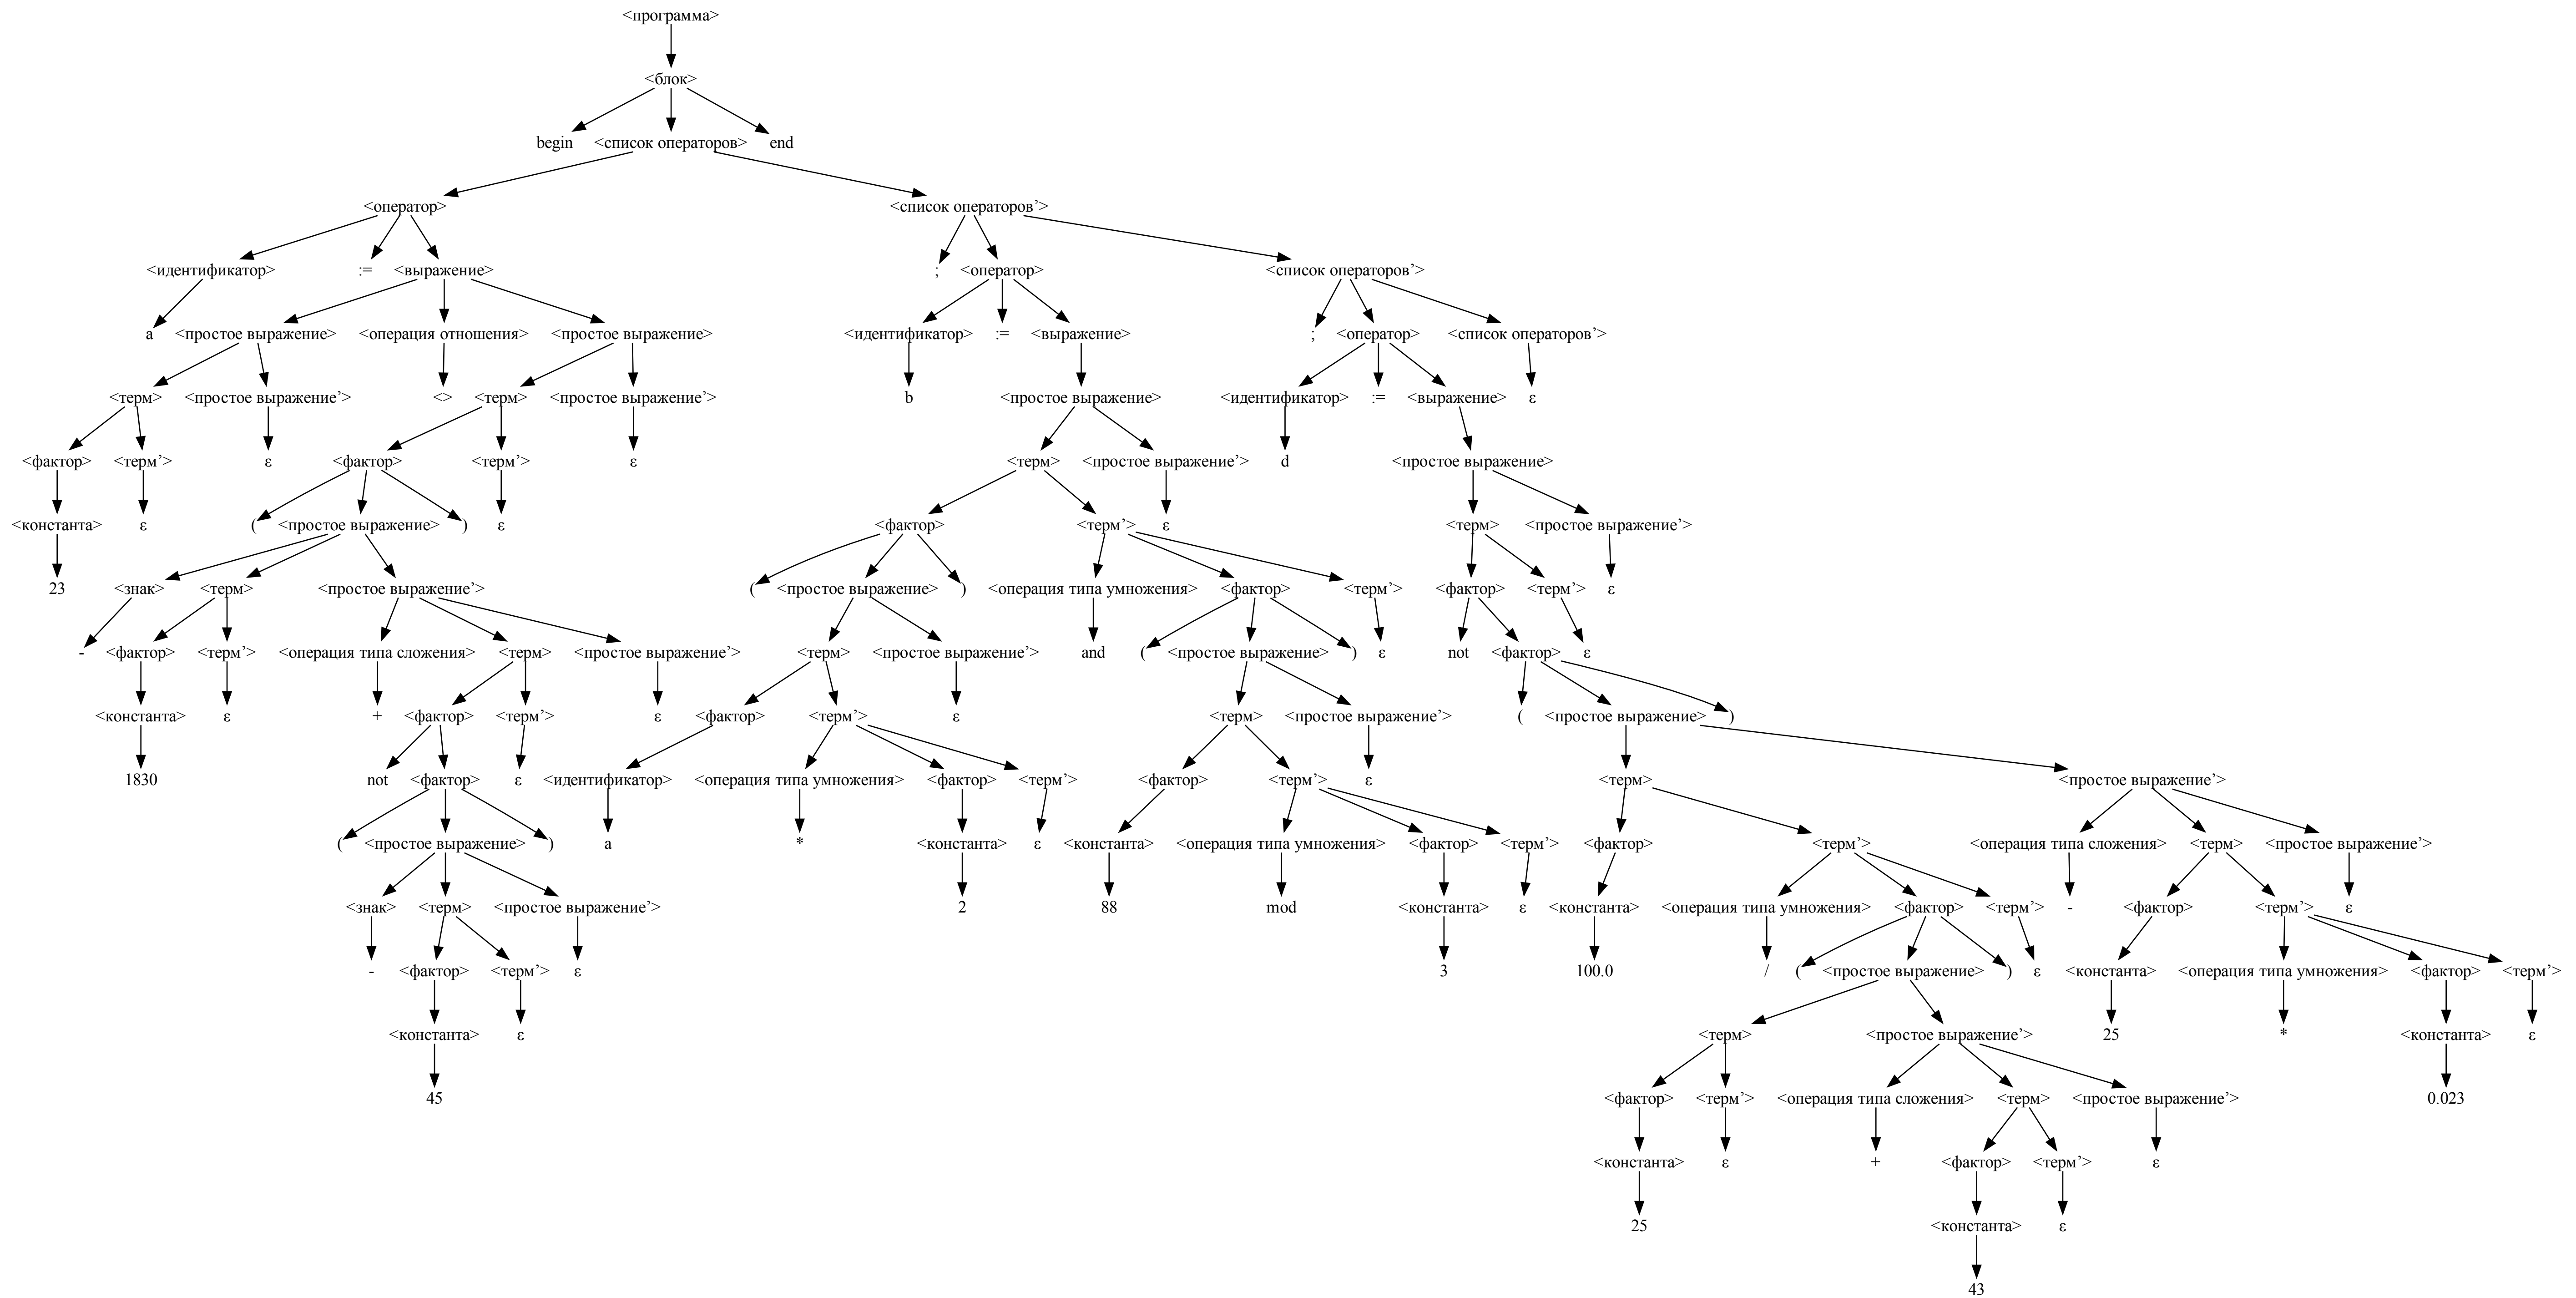 <программа>
<блок>
begin <список операторов> end
<оператор> <список операторов’>
<идентификатор> := <выражение> ; <оператор> <список операторов’>
a <простое выражение> <операция отношения> <простое выражение> <идентификатор> := <выражение> ; <оператор> <список операторов’>
<терм> <простое выражение’> <> <терм> <простое выражение’> b <простое выражение> <идентификатор> := <выражение> ε
<фактор> <терм’> ε <фактор> <терм’> ε <терм> <простое выражение’> d <простое выражение>
<константа> ε ( <простое выражение> ) ε <фактор> <терм’> ε <терм> <простое выражение’>
23 <знак> <терм> <простое выражение’> ( <простое выражение> ) <операция типа умножения> <фактор> <терм’> <фактор> <терм’> ε
- <фактор> <терм’> <операция типа сложения> <терм> <простое выражение’> <терм> <простое выражение’> and ( <простое выражение> ) ε not <фактор> ε
<константа> ε + <фактор> <терм’> ε <фактор> <терм’> ε <терм> <простое выражение’> ( <простое выражение> )
1830 not <фактор> ε <идентификатор> <операция типа умножения> <фактор> <терм’> <фактор> <терм’> ε <терм> <простое выражение’>
( <простое выражение> ) a * <константа> ε <константа> <операция типа умножения> <фактор> <терм’> <фактор> <терм’> <операция типа сложения> <терм> <простое выражение’>
<знак> <терм> <простое выражение’> 2 88 mod <константа> ε <константа> <операция типа умножения> <фактор> <терм’> - <фактор> <терм’> ε
- <фактор> <терм’> ε 3 100.0 / ( <простое выражение> ) ε <константа> <операция типа умножения> <фактор> <терм’>
<константа> ε <терм> <простое выражение’> 25 * <константа> ε
45 <фактор> <терм’> <операция типа сложения> <терм> <простое выражение’> 0.023
<константа> ε + <фактор> <терм’> ε
25 <константа> ε
43